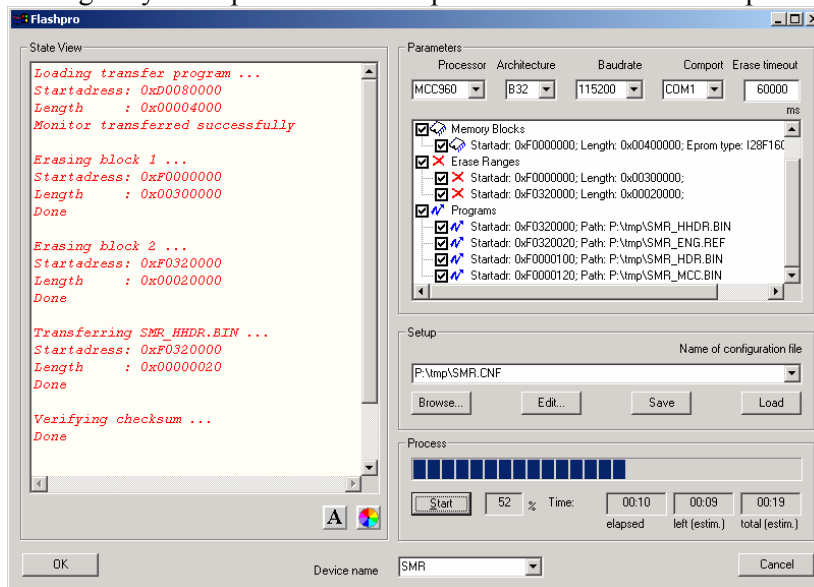 Flashpro
State View
Loading transfer program ...
Startadress: 0xD0080000
Length : 0x00004000
Monitor transferred successfully
Erasing block 1 ...
Startadress: 0xF0000000
Length : 0x00300000
Done
Erasing block 2 ...
Startadress: 0xF0320000
Length : 0x00020000
Done
Transferring SMR_HHDR.BIN ...
Startadress: 0xF0320000
Length : 0x00000020
Done
Verifying checksum ...
Done
A
OK
Parameters
Processor Architecture Baudrate Comport Erase timeout
MCC960 B32 115200 COM1 60000
ms
Memory Blocks
Startadr: 0xF0000000; Length: 0x00400000; Eprom type: I28F160
Erase Ranges
Startadr: 0xF0000000; Length: 0x00300000;
Startadr: 0xF0320000; Length: 0x00020000;
Programs
Startadr: 0xF0320000; Path: P:\tmp\SMR_HHDR.BIN
Startadr: 0xF0320020; Path: P:\tmp\SMR_ENG.REF
Startadr: 0xF0000100; Path: P:\tmp\SMR_HDR.BIN
Startadr: 0xF0000120; Path: P:\tmp\SMR_MCC.BIN
Setup
Name of configuration file
P:\tmp\SMR.CNF
Browse... Edit... Save Load
Process
Start 52 % Time: 00:10 00:09 00:19
elapsed left (estim.) total (estim.)
Device name SMR Cancel